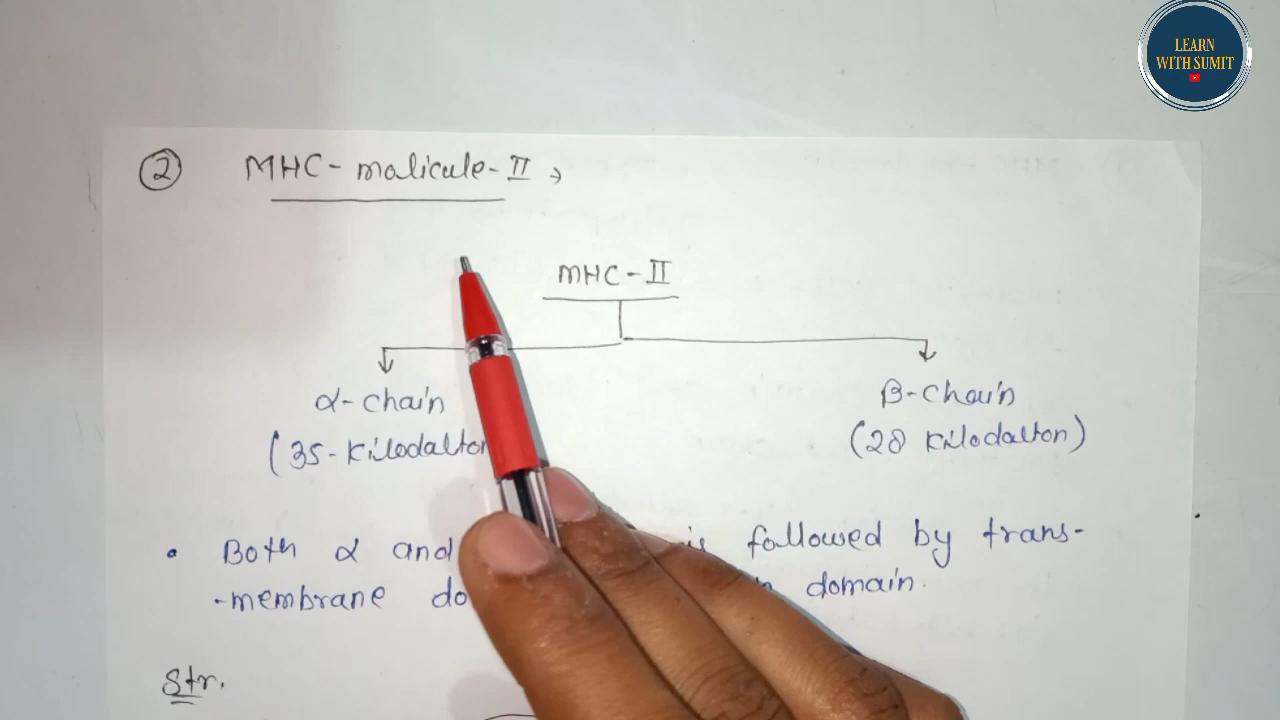 LEARN
WITH SUMIT
② MHC-malicule-II →
MHC-II
α-chain β-chain
(35-Kilodalton (28 Kilodalton)
• Both α and is followed by trans-
-membrane domain.
Str.